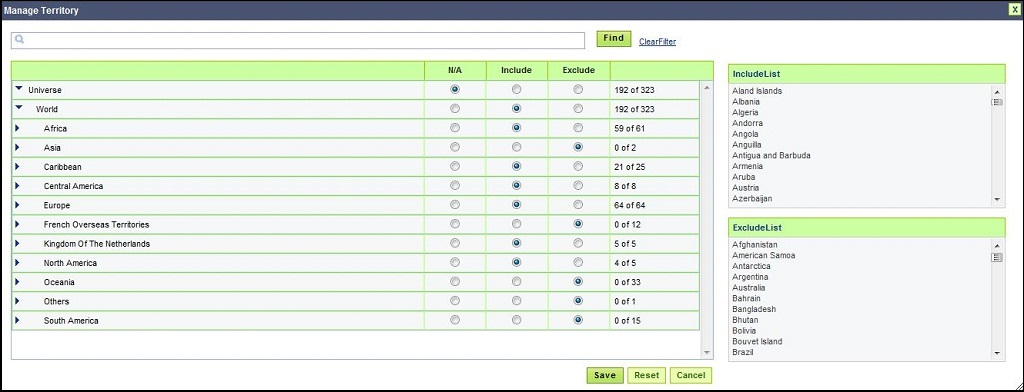 Manage Territory X
Find ClearFilter
N/A Include Exclude
Universe 192 of 323
World 192 of 323
Africa 59 of 61
Asia 0 of 2
Caribbean 21 of 25
Central America 8 of 8
Europe 64 of 64
French Overseas Territories 0 of 12
Kingdom Of The Netherlands 5 of 5
North America 4 of 5
Oceania 0 of 33
Others 0 of 1
South America 0 of 15
IncludeList
Aland Islands
Albania
Algeria
Andorra
Angola
Anguilla
Antigua and Barbuda
Armenia
Aruba
Austria
Azerbaijan
ExcludeList
Afghanistan
American Samoa
Antarctica
Argentina
Australia
Bahrain
Bangladesh
Bhutan
Bolivia
Bouvet Island
Brazil
Save Reset Cancel